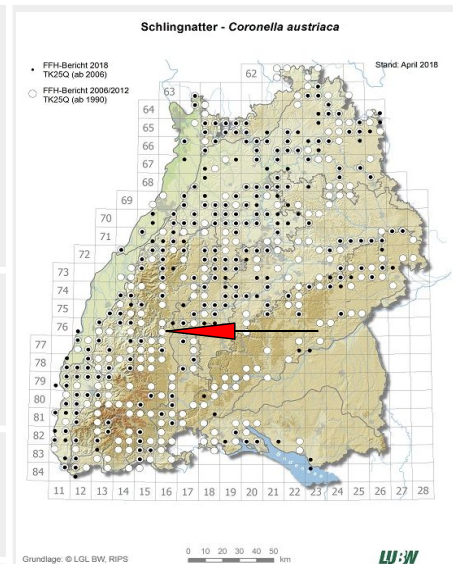 Schlingnatter - Coronella austriaca
FFH-Bericht 2018
TK25Q (ab 2006)
FFH-Bericht 2006/2012
TK25Q (ab 1990)
Stand: April 2018
62
63
64
65
66
67
68
69
70
71
72
73
74
75
76
77
78
79
80
81
82
83
84
11 12 13 14 15 16 17 18 19 20 21 22 23 24 25 26 27 28
0 10 20 30 40 50 km
Grundlage: © LGL BW, RIPS
LUBW